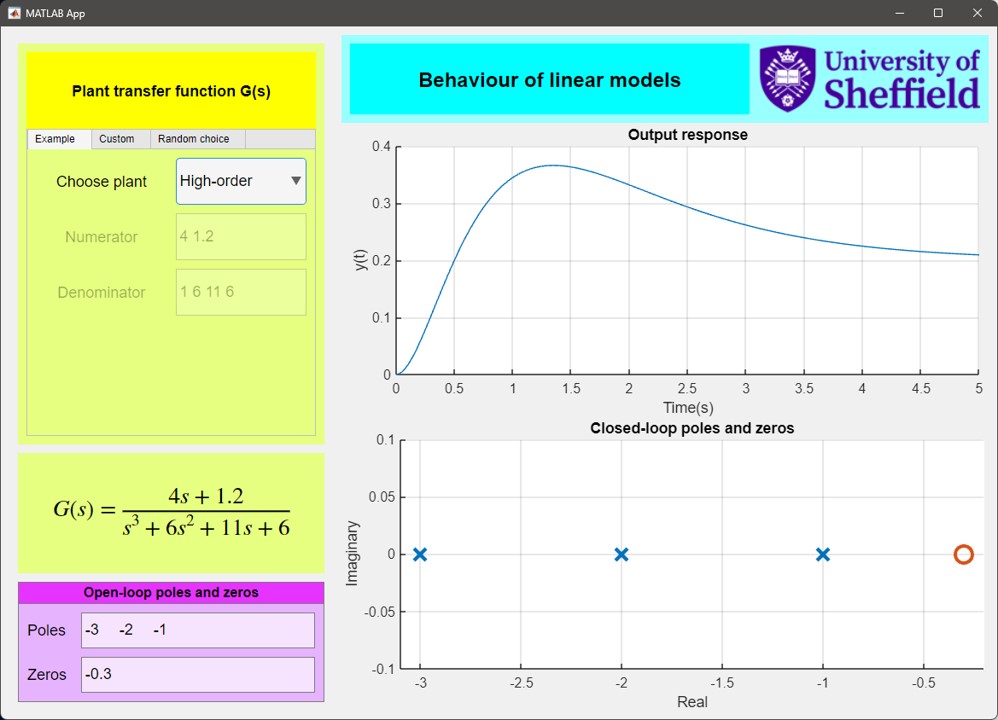 MATLAB App
Plant transfer function G(s)
Example Custom Random choice
Choose plant High-order
Numerator 4 1.2
Denominator 1 6 11 6
G(s) = (4s + 1.2) / (s³ + 6s² + 11s + 6)
Open-loop poles and zeros
Poles -3 -2 -1
Zeros -0.3
Behaviour of linear models
University of
Sheffield
Output response
0.4
0.3
0.2
0.1
0
y(t)
0 0.5 1 1.5 2 2.5 3 3.5 4 4.5 5
Time(s)
Closed-loop poles and zeros
0.1
0.05
0
-0.05
-0.1
Imaginary
-3 -2.5 -2 -1.5 -1 -0.5
Real